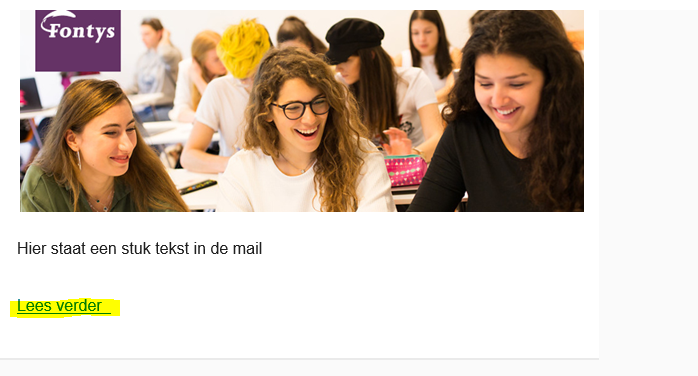 Fontys
Hier staat een stuk tekst in de mail
Lees verder